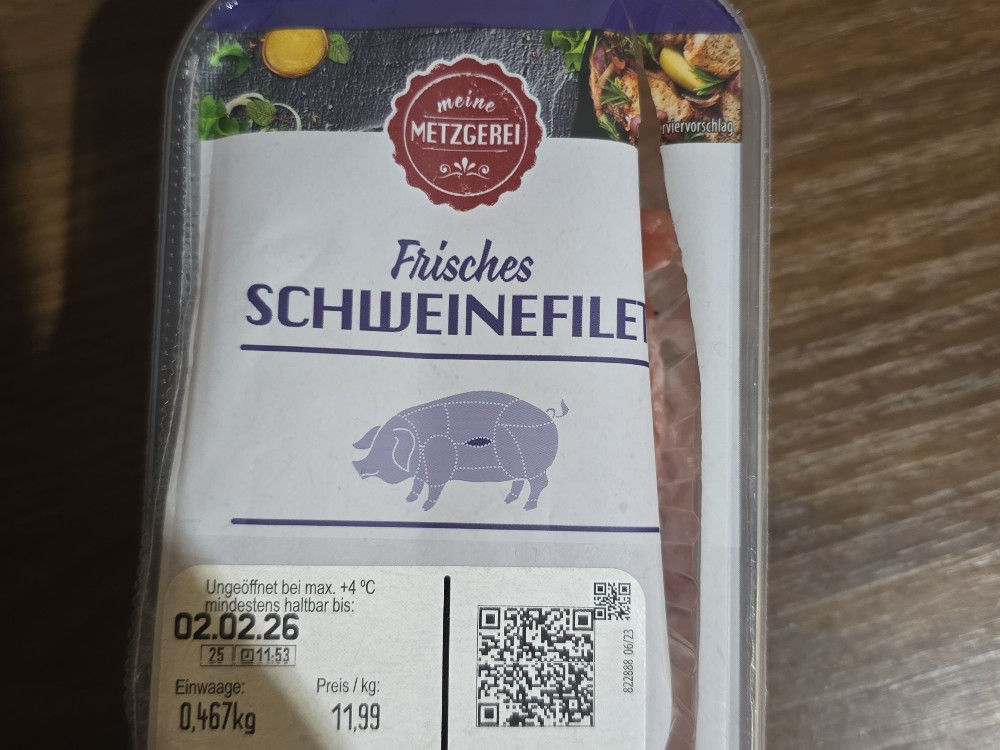 meine
METZGEREI
rviervorschlag
Frisches
SCHWEINEFILET
Ungeöffnet bei max. +4 °C
mindestens haltbar bis:
02.02.26
25 11:53
Einwaage: Preis / kg:
0,467kg 11,99
822888 06/23